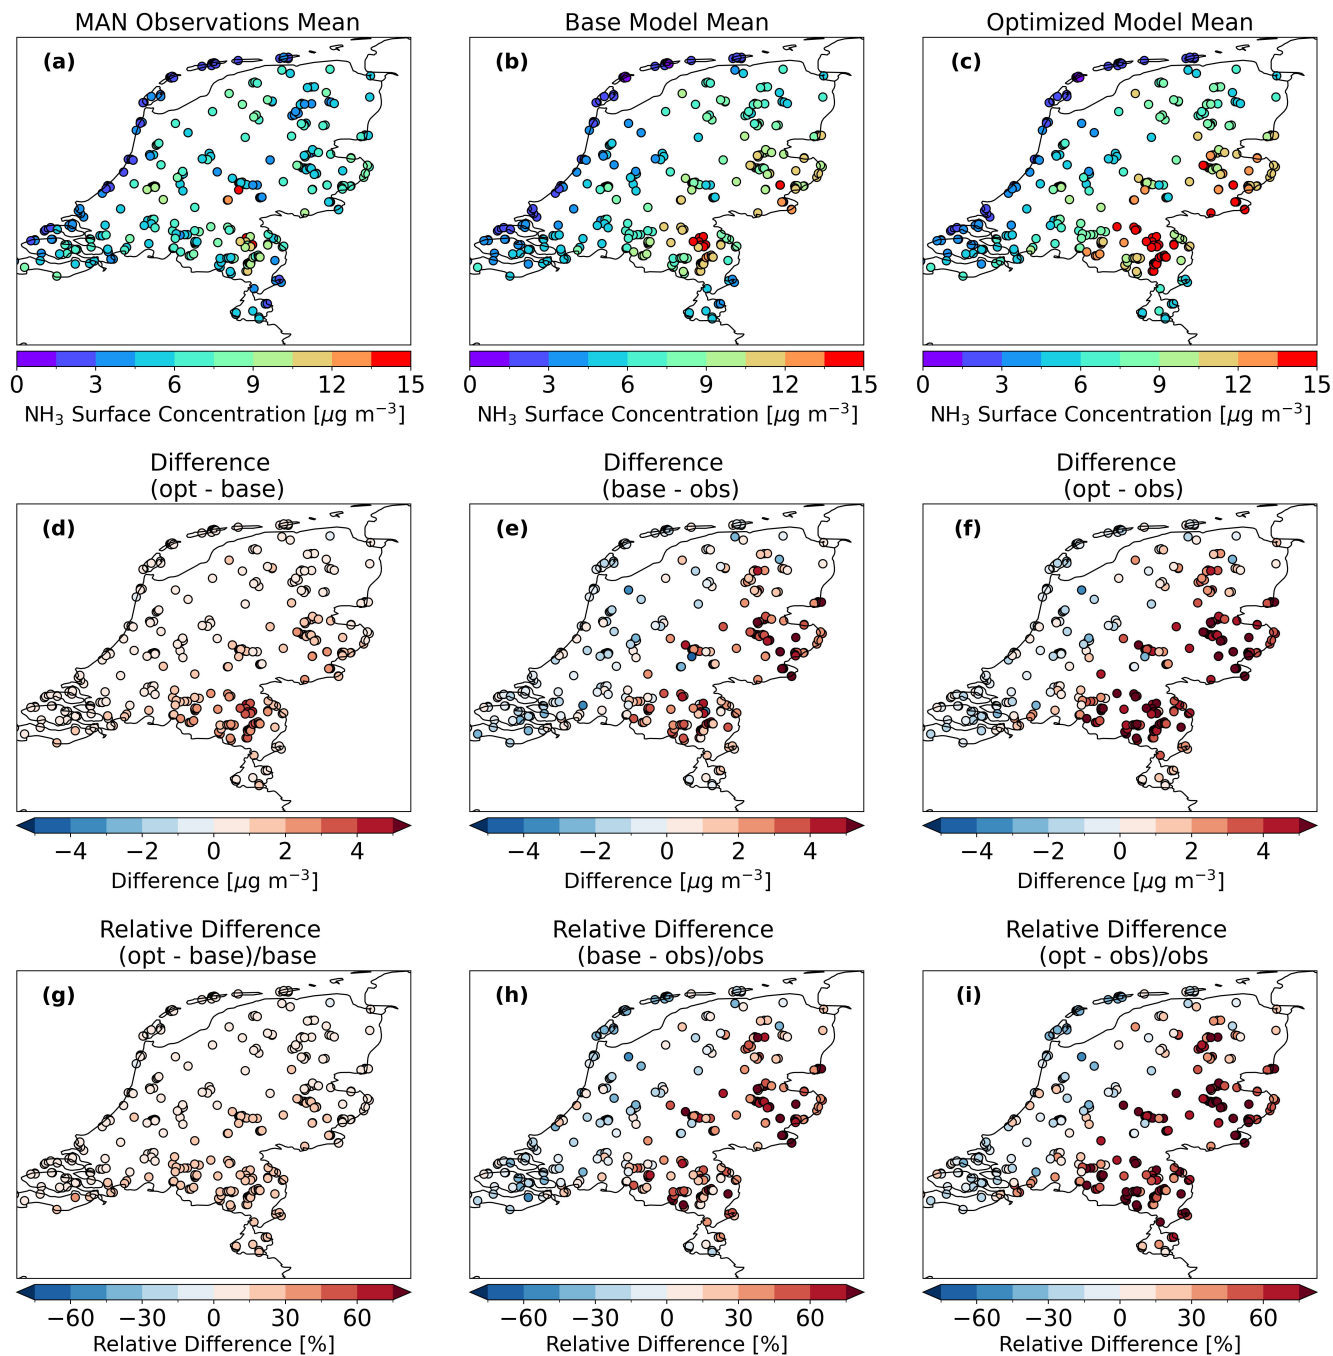 MAN Observations Mean
Base Model Mean
Optimized Model Mean
(a)
(b)
(c)
0 3 6 9 12 15
0 3 6 9 12 15
0 3 6 9 12 15
NH₃ Surface Concentration [μg m⁻³]
NH₃ Surface Concentration [μg m⁻³]
NH₃ Surface Concentration [μg m⁻³]
Difference
(opt - base)
Difference
(base - obs)
Difference
(opt - obs)
(d)
(e)
(f)
−4 −2 0 2 4
−4 −2 0 2 4
−4 −2 0 2 4
Difference [μg m⁻³]
Difference [μg m⁻³]
Difference [μg m⁻³]
Relative Difference
(opt - base)/base
Relative Difference
(base - obs)/obs
Relative Difference
(opt - obs)/obs
(g)
(h)
(i)
−60 −30 0 30 60
−60 −30 0 30 60
−60 −30 0 30 60
Relative Difference [%]
Relative Difference [%]
Relative Difference [%]